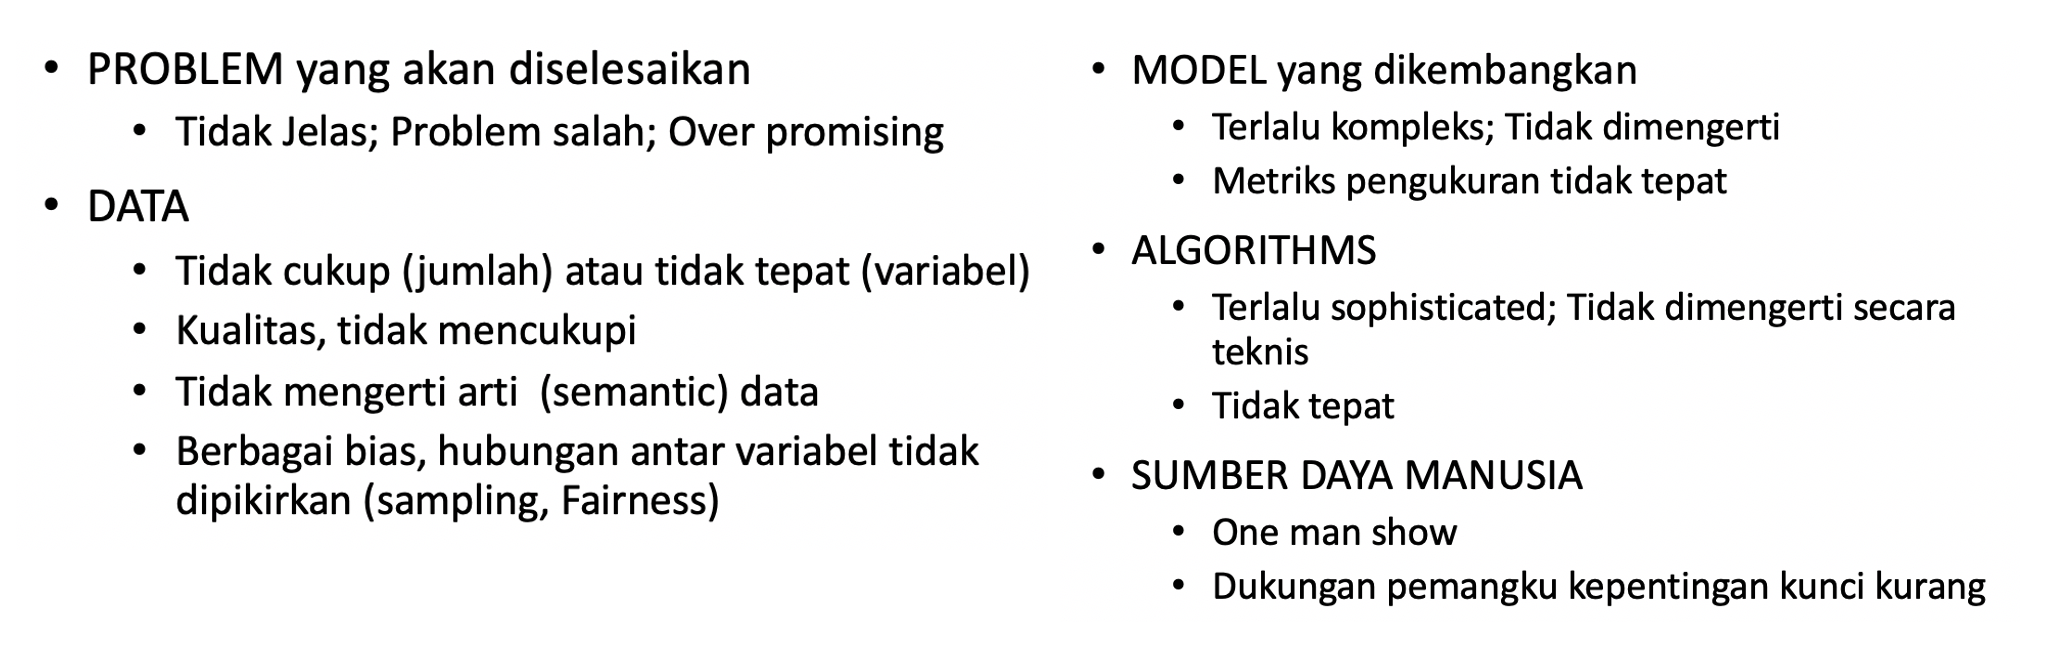 • PROBLEM yang akan diselesaikan
• Tidak Jelas; Problem salah; Over promising
• DATA
• Tidak cukup (jumlah) atau tidak tepat (variabel)
• Kualitas, tidak mencukupi
• Tidak mengerti arti  (semantic) data
• Berbagai bias, hubungan antar variabel tidak
dipikirkan (sampling, Fairness)
• MODEL yang dikembangkan
• Terlalu kompleks; Tidak dimengerti
• Metriks pengukuran tidak tepat
• ALGORITHMS
• Terlalu sophisticated; Tidak dimengerti secara
teknis
• Tidak tepat
• SUMBER DAYA MANUSIA
• One man show
• Dukungan pemangku kepentingan kunci kurang